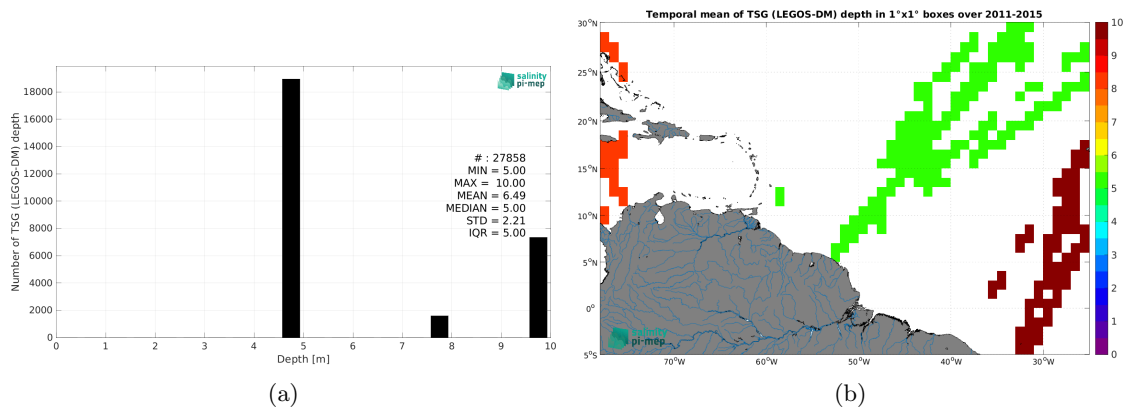 salinity
pi-mep
Number of TSG (LEGOS-DM) depth
18000
16000
14000
12000
10000
8000
6000
4000
2000
0
# : 27858
MIN = 5.00
MAX = 10.00
MEAN = 6.49
MEDIAN = 5.00
STD = 2.21
IQR = 5.00
0 1 2 3 4 5 6 7 8 9 10
Depth [m]
(a)
Temporal mean of TSG (LEGOS-DM) depth in 1°x1° boxes over 2011-2015
30°N
25°N
20°N
15°N
10°N
5°N
0°
5°S
70°W 60°W 50°W 40°W 30°W
salinity
pi-mep
10
9
8
7
6
5
4
3
2
1
0
(b)